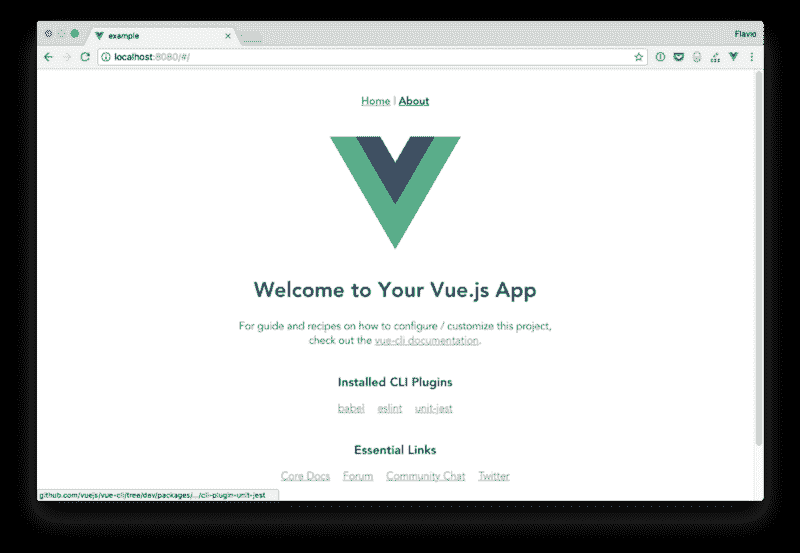 example
Flavio
localhost:8080/#/
Home | About
Welcome to Your Vue.js App
For guide and recipes on how to configure / customize this project,
check out the vue-cli documentation.
Installed CLI Plugins
babel eslint unit-jest
Essential Links
Core Docs Forum Community Chat Twitter
github.com/vuejs/vue-cli/tree/dev/packages/.../cli-plugin-unit-jest